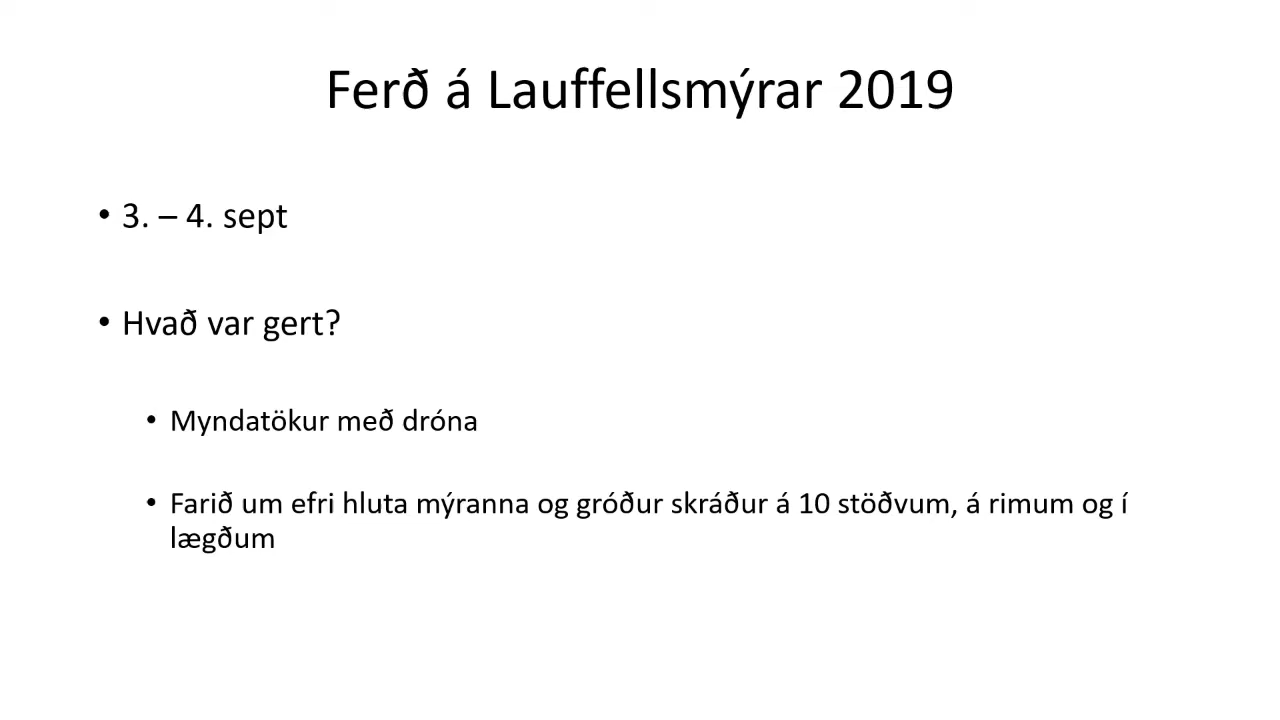 Ferð á Lauffellsmýrar 2019
• 3. – 4. sept
• Hvað var gert?
• Myndatökur með dróna
• Farið um efri hluta mýranna og gróður skráður á 10 stöðvum, á rimum og í
lægðum